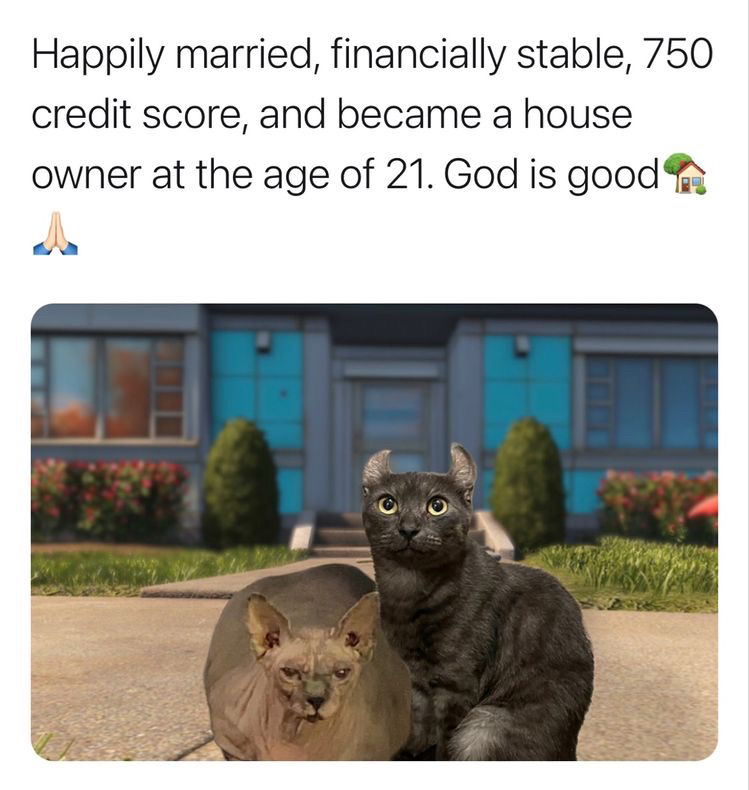 Happily married, financially stable, 750
credit score, and became a house
owner at the age of 21. God is good🏡
🙏🏻